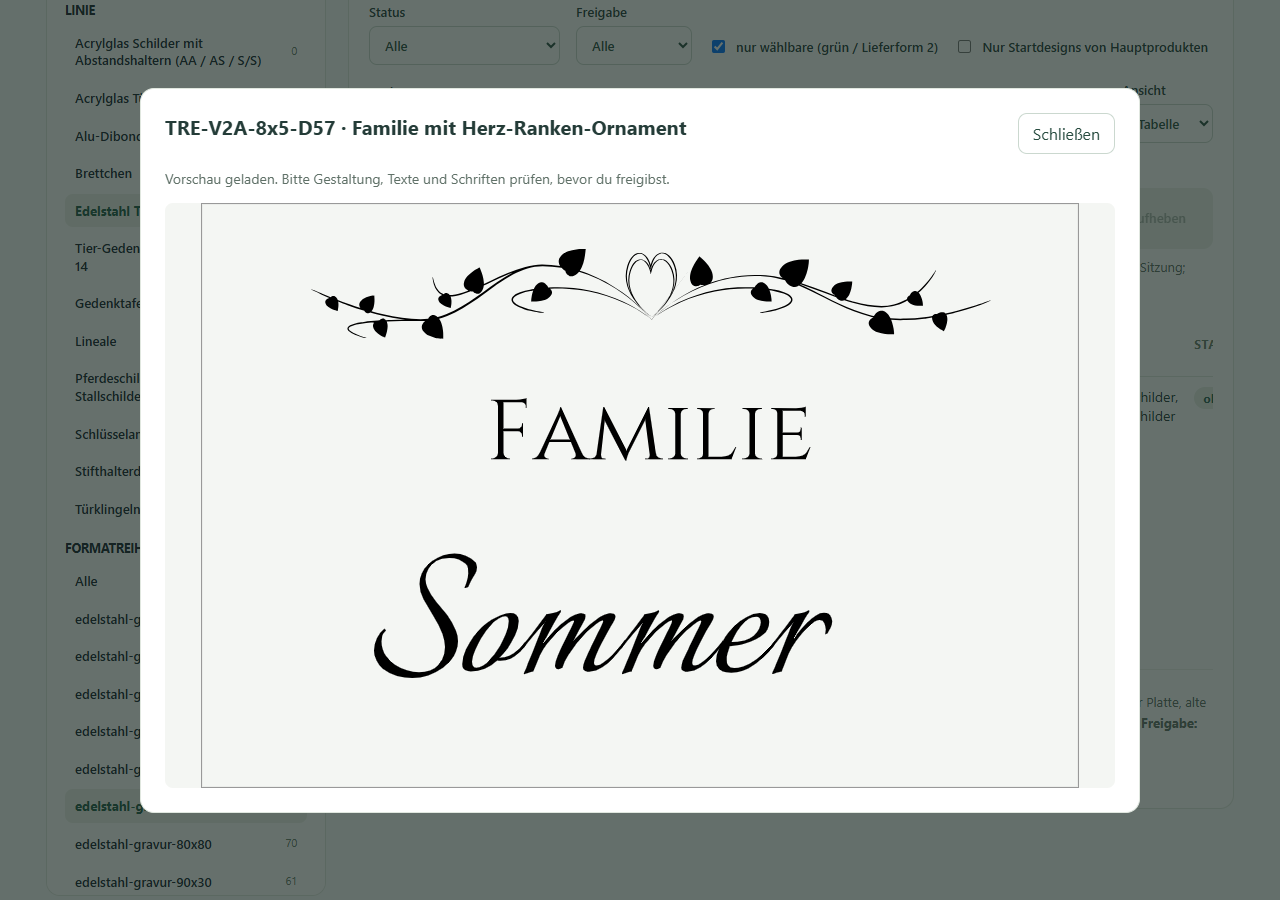 LINIE
Acrylglas Schilder mit
Abstandshaltern (AA / AS / S/S)
0
Acrylglas
Alu-Dibond
Brettchen
Edelstahl
Tier-Geden
14
Gedenktafe
Lineale
Pferdeschil
Stallschilde
Schlüsselan
Stifthalterd
Türklingeln
FORMATREIH
Alle
edelstahl-g
edelstahl-g
edelstahl-g
edelstahl-g
edelstahl-g
edelstahl-g
edelstahl-gravur-80x80
70
edelstahl-gravur-90x30
61
Status
Alle
Freigabe
Alle
nur wählbare (grün / Lieferform 2)
Nur Startdesigns von Hauptprodukten
nsicht
Tabelle
ufheben
Sitzung;
STA
hilder,
hilder
ol
Platte, alte
Freigabe:
TRE-V2A-8x5-D57 · Familie mit Herz-Ranken-Ornament
Schließen
Vorschau geladen. Bitte Gestaltung, Texte und Schriften prüfen, bevor du freigibst.
Familie
Sommer